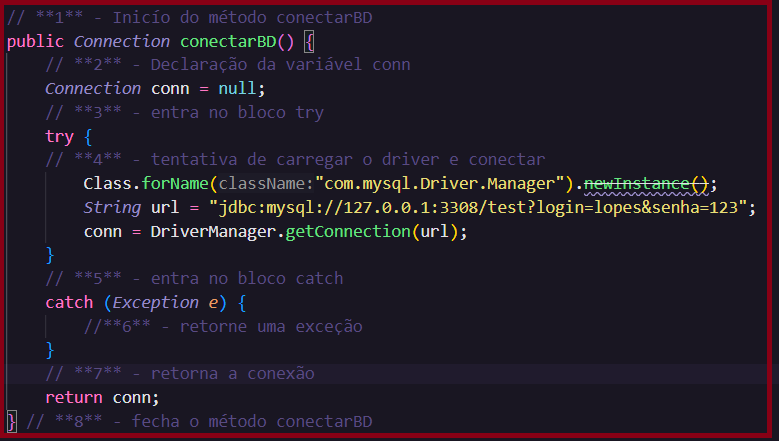 // **1** - Inicío do método conectarBD
public Connection conectarBD() {
// **2** - Declaração da variável conn
Connection conn = null;
// **3** - entra no bloco try
try {
// **4** - tentativa de carregar o driver e conectar
Class.forName(className:"com.mysql.Driver.Manager").newInstance();
String url = "jdbc:mysql://127.0.0.1:3308/test?login=lopes&senha=123";
conn = DriverManager.getConnection(url);
}
// **5** - entra no bloco catch
catch (Exception e) {
//**6** - retorne uma exceção
}
// **7** - retorna a conexão
return conn;
} // **8** - fecha o método conectarBD